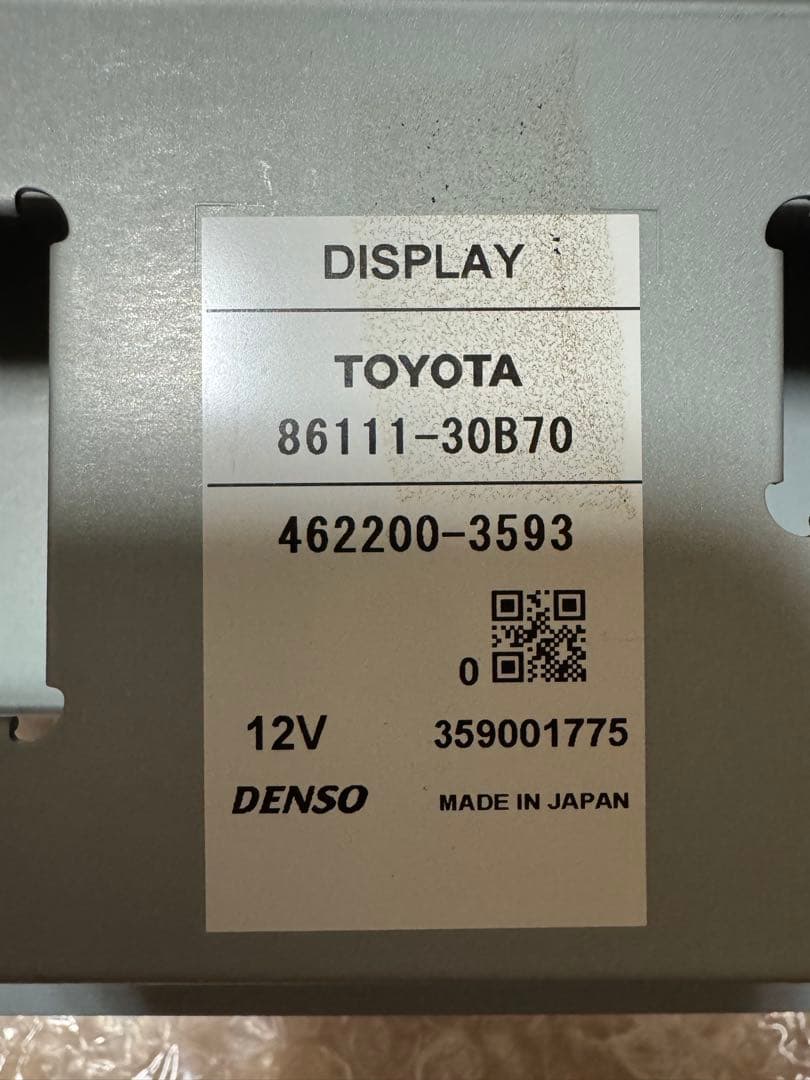 DISPLAY
TOYOTA
86111-30B70
462200-3593
0
12V 359001775
DENSO MADE IN JAPAN